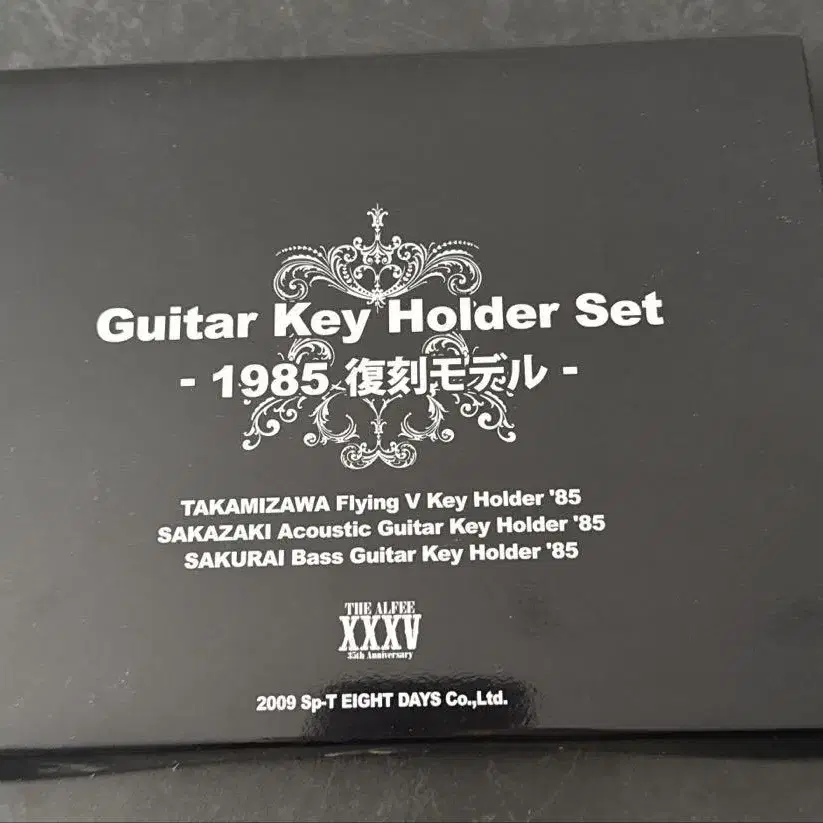 Guitar Key Holder Set
- 1985 復刻モデル -
TAKAMIZAWA Flying V Key Holder '85
SAKAZAKI Acoustic Guitar Key Holder '85
SAKURAI Bass Guitar Key Holder '85
THE ALFEE
XXXV
35th Anniversary
2009 Sp-T EIGHT DAYS Co.,Ltd.